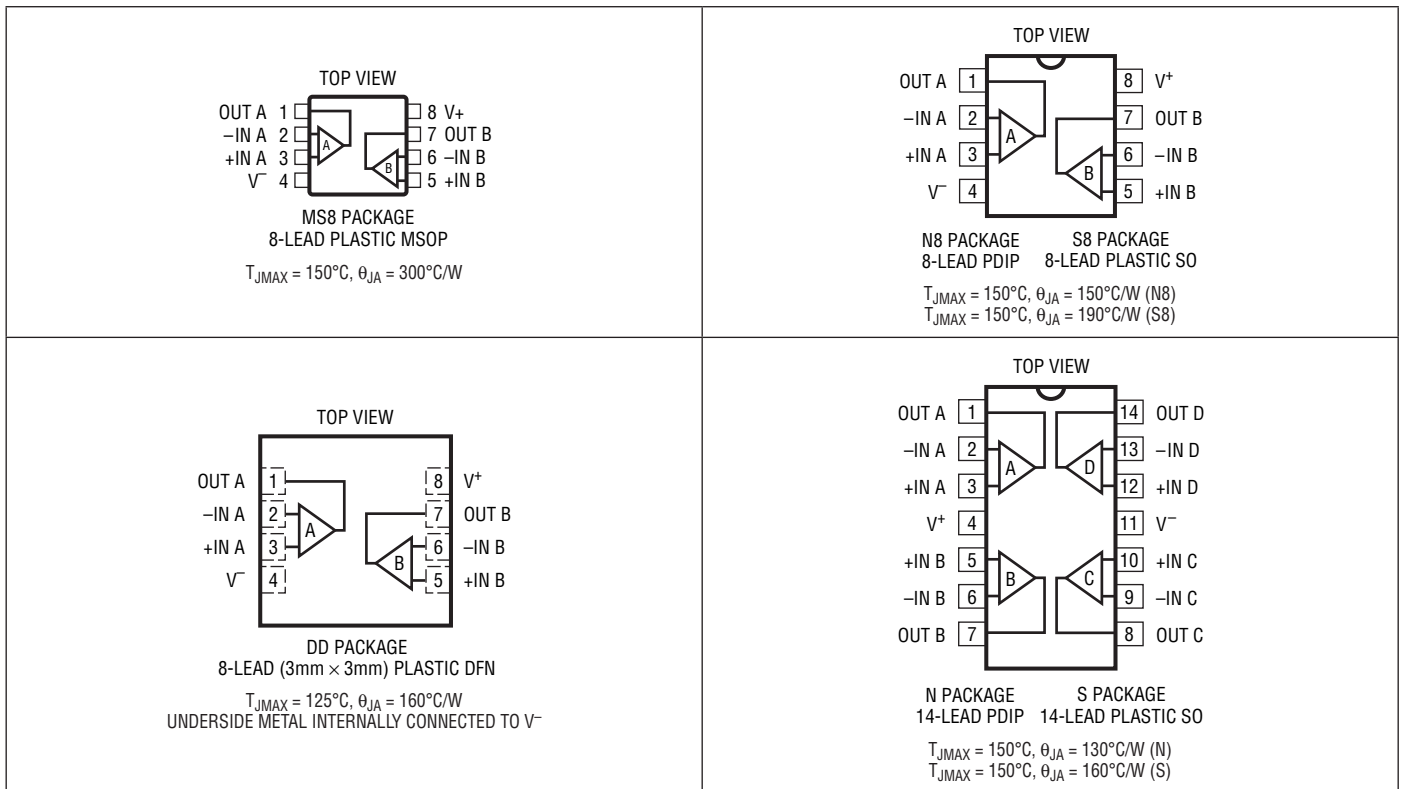 TOP VIEW
OUT A 1
–IN A 2
+IN A 3
V– 4
8 V+
7 OUT B
6 –IN B
5 +IN B
A
B
MS8 PACKAGE
8-LEAD PLASTIC MSOP
TJMAX = 150°C, θJA = 300°C/W
TOP VIEW
OUT A 1
–IN A 2
+IN A 3
V– 4
8 V+
7 OUT B
6 –IN B
5 +IN B
A
B
N8 PACKAGE
8-LEAD PDIP
S8 PACKAGE
8-LEAD PLASTIC SO
TJMAX = 150°C, θJA = 150°C/W (N8)
TJMAX = 150°C, θJA = 190°C/W (S8)
TOP VIEW
OUT A 1
–IN A 2
+IN A 3
V– 4
8 V+
7 OUT B
6 –IN B
5 +IN B
A
B
DD PACKAGE
8-LEAD (3mm × 3mm) PLASTIC DFN
TJMAX = 125°C, θJA = 160°C/W
UNDERSIDE METAL INTERNALLY CONNECTED TO V–
TOP VIEW
OUT A 1
–IN A 2
+IN A 3
V+ 4
+IN B 5
–IN B 6
OUT B 7
14 OUT D
13 –IN D
12 +IN D
11 V–
10 +IN C
9 –IN C
8 OUT C
A
D
B
C
N PACKAGE
14-LEAD PDIP
S PACKAGE
14-LEAD PLASTIC SO
TJMAX = 150°C, θJA = 130°C/W (N)
TJMAX = 150°C, θJA = 160°C/W (S)